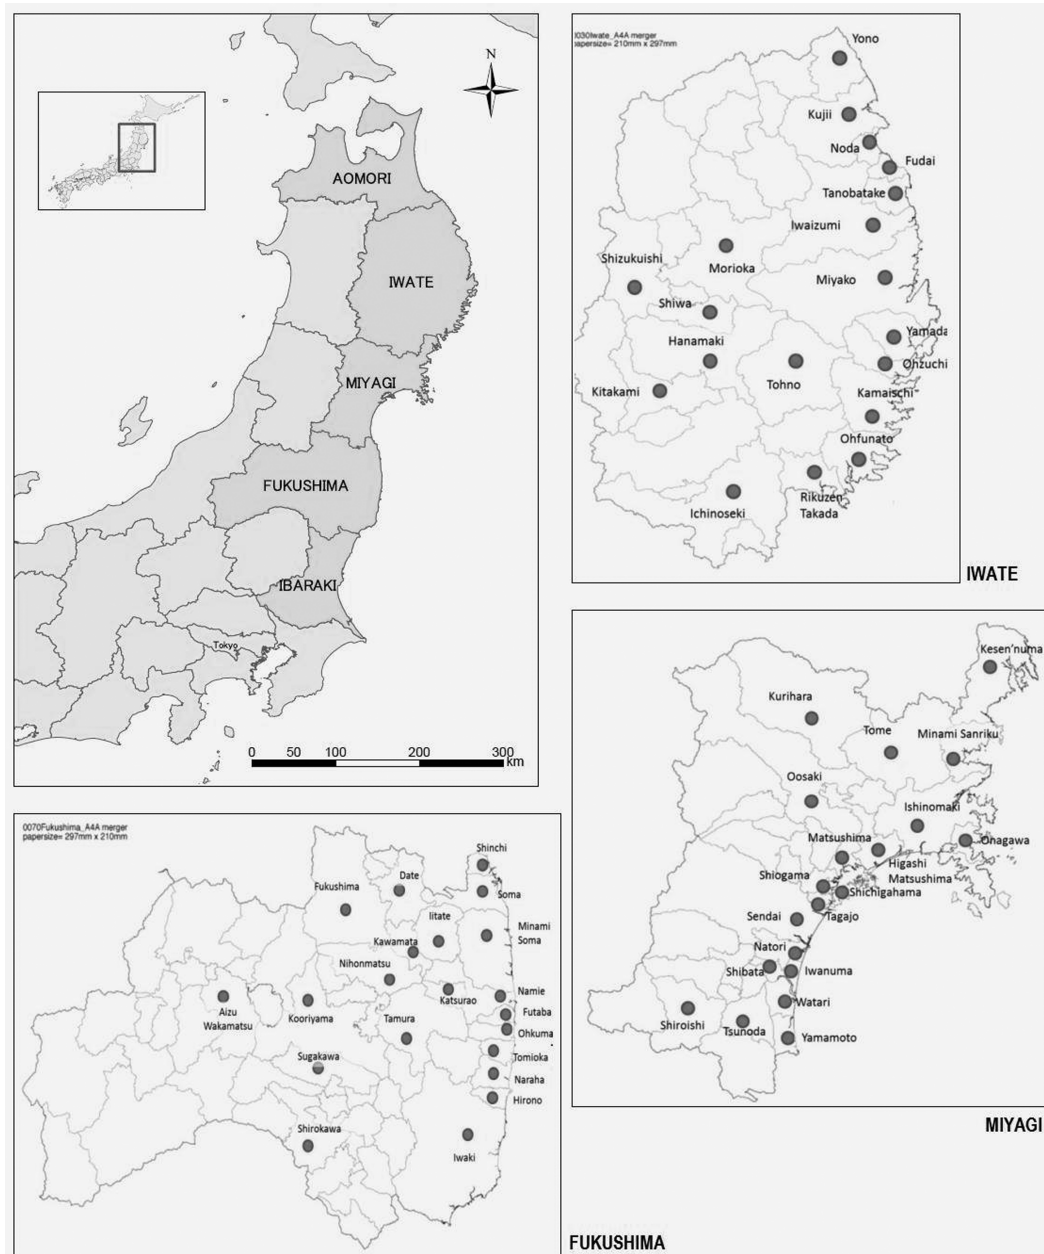 N
AOMORI
IWATE
MIYAGI
FUKUSHIMA
IBARAKI
Tokyo
0 50 100 200 300
km
0030Iwate_A4A merger
papersize= 210mm x 297mm
Yono
Kujii
Noda
Fudai
Tanobatake
Iwaizumi
Morioka
Shizukuishi
Miyako
Shiwa
Yamada
Hanamaki
Ohzuchi
Tohno
Kitakami
Kamaischi
Ohfunato
Rikuzen
Takada
Ichinoseki
IWATE
Kesen'numa
Kurihara
Tome
Minami Sanriku
Oosaki
Ishinomaki
Matsushima
Onagawa
Higashi
Matsushima
Shiogama
Shichigahama
Sendai
Tagajo
Natori
Shibata
Iwanuma
Watari
Shiroishi
Tsunoda
Yamamoto
MIYAGI
0070Fukushima_A4A merger
papersize= 297mm x 210mm
Shinchi
Date
Fukushima
Soma
Iitate
Minami
Soma
Kawamata
Nihonmatsu
Katsurao
Namie
Aizu
Wakamatsu
Kooriyama
Tamura
Futaba
Ohkuma
Sugakawa
Tomioka
Naraha
Hirono
Shirokawa
Iwaki
FUKUSHIMA